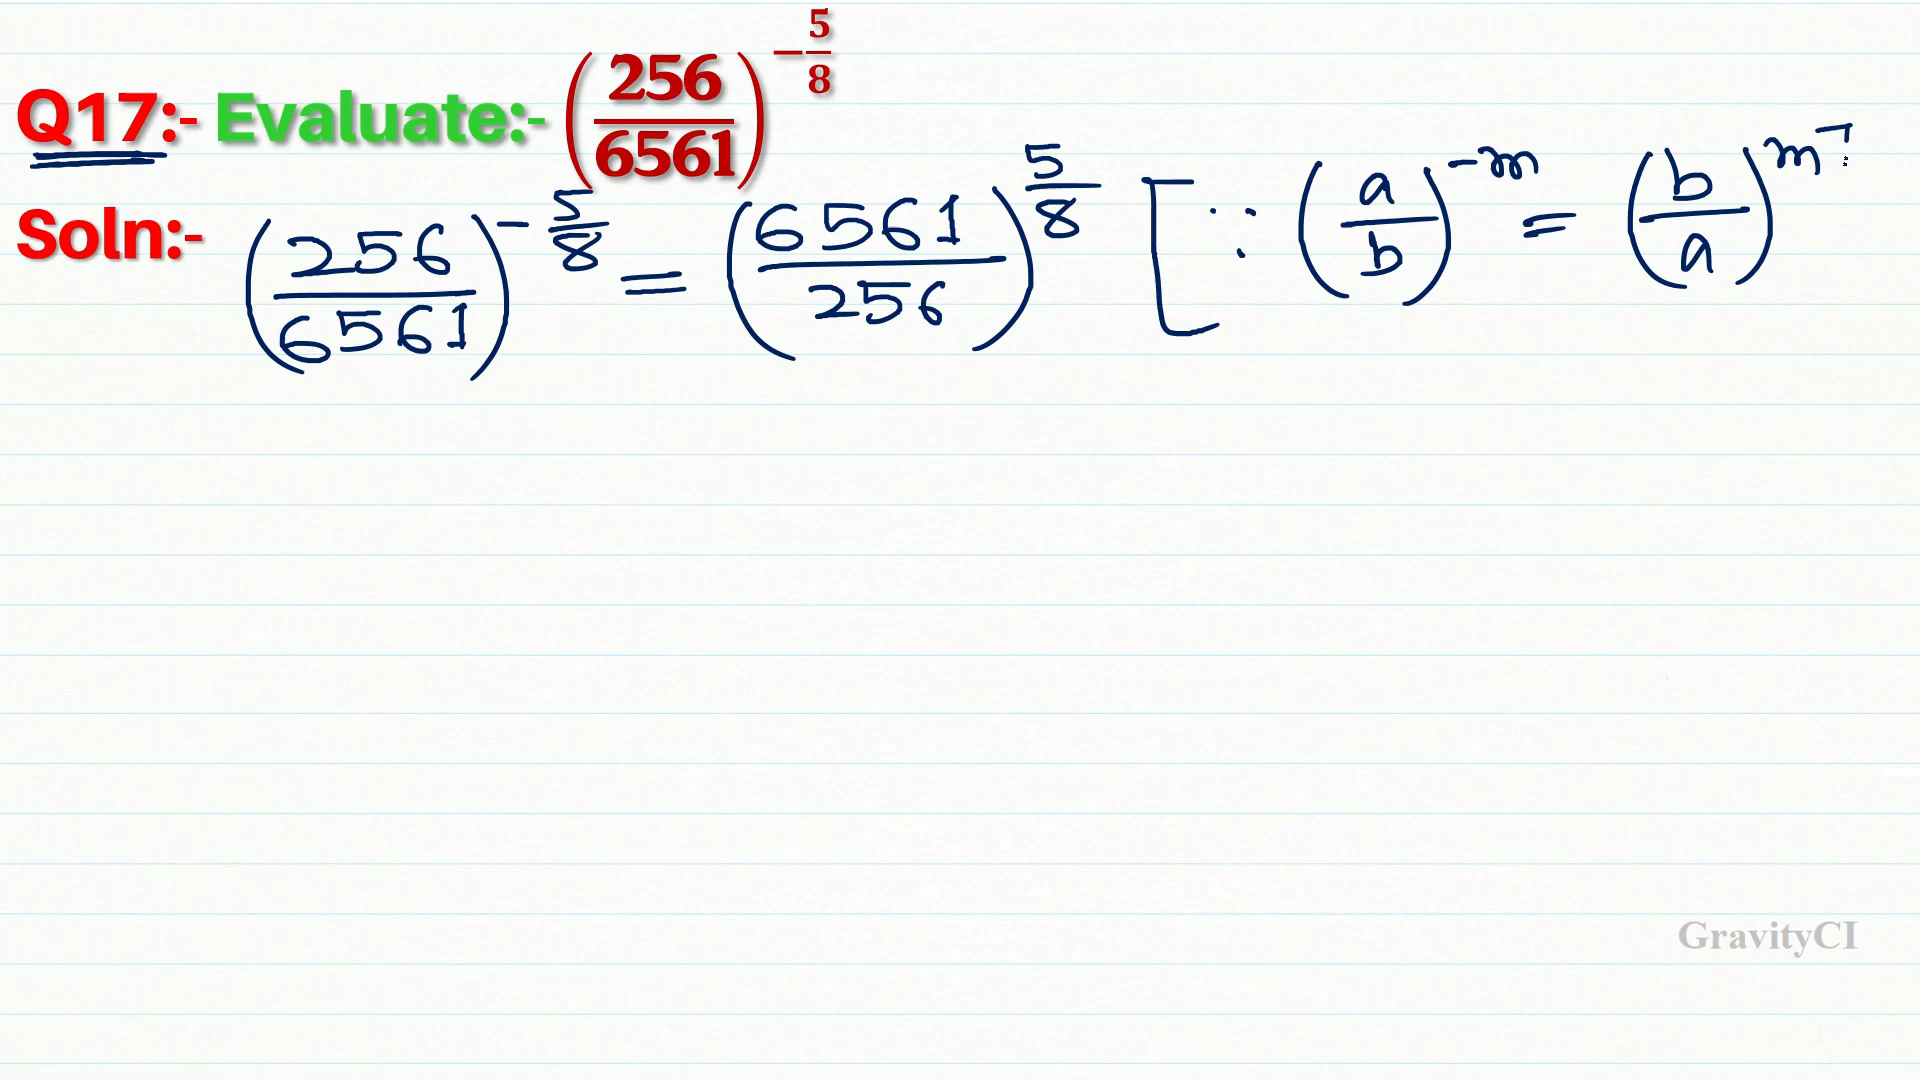 Q17:- Evaluate:- (256/6561)^(-5/8)
Soln:- (256/6561)^(-5/8) = (6561/256)^(5/8) [∵ (a/b)^(-m) = (b/a)^m
GravityCI